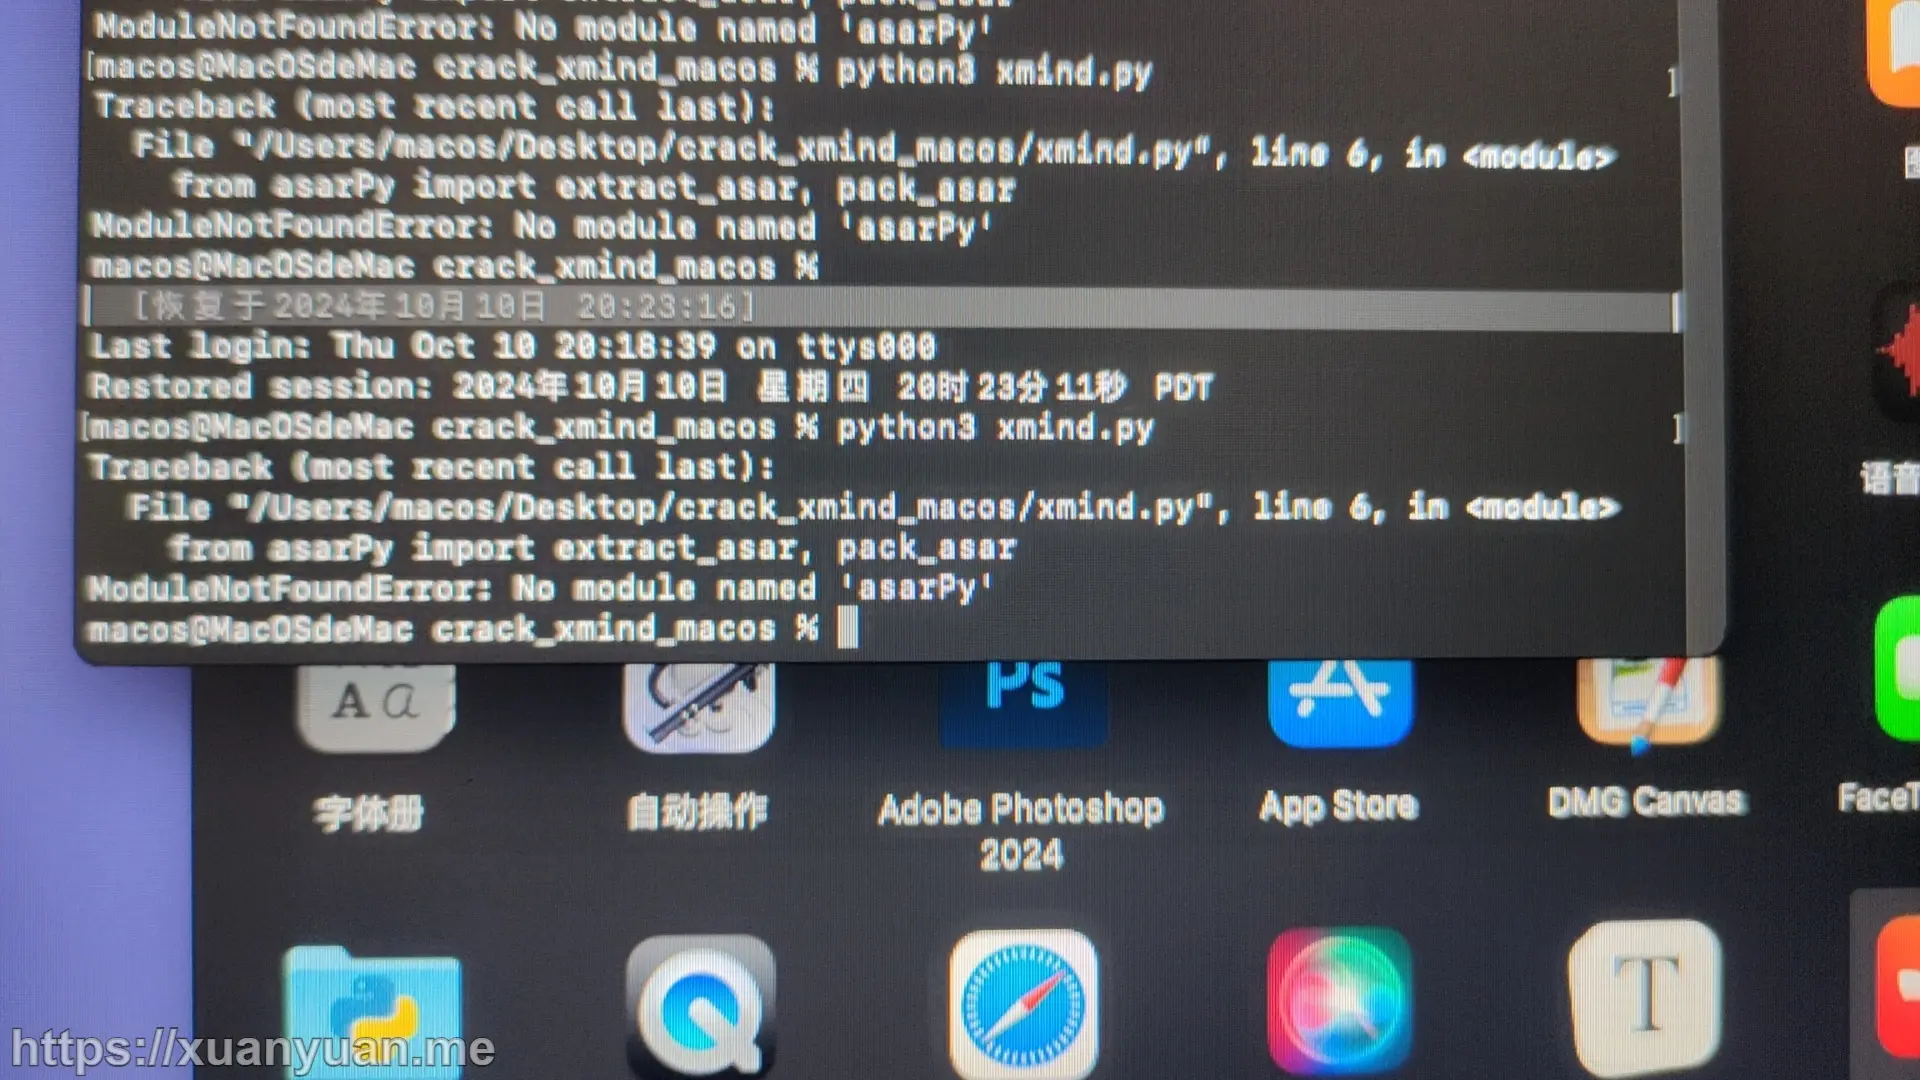 ModuleNotFoundError: No module named 'asarPy'
[macos@MacOSdeMac crack_xmind_macos % python3 xmind.py ]
Traceback (most recent call last):
File "/Users/macos/Desktop/crack_xmind_macos/xmind.py", line 6, in <module>
from asarPy import extract_asar, pack_asar
ModuleNotFoundError: No module named 'asarPy'
macos@MacOSdeMac crack_xmind_macos %
[恢复于2024年10月10日 20:23:16]
Last login: Thu Oct 10 20:18:39 on ttys000
Restored session: 2024年10月10日 星期四 20时23分11秒 PDT
[macos@MacOSdeMac crack_xmind_macos % python3 xmind.py ]
Traceback (most recent call last):
File "/Users/macos/Desktop/crack_xmind_macos/xmind.py", line 6, in <module>
from asarPy import extract_asar, pack_asar
ModuleNotFoundError: No module named 'asarPy'
macos@MacOSdeMac crack_xmind_macos %
语音
A a
Ps
字体册
自动操作
Adobe Photoshop
2024
App Store
DMG Canvas
FaceT
T
https://xuanyuan.me